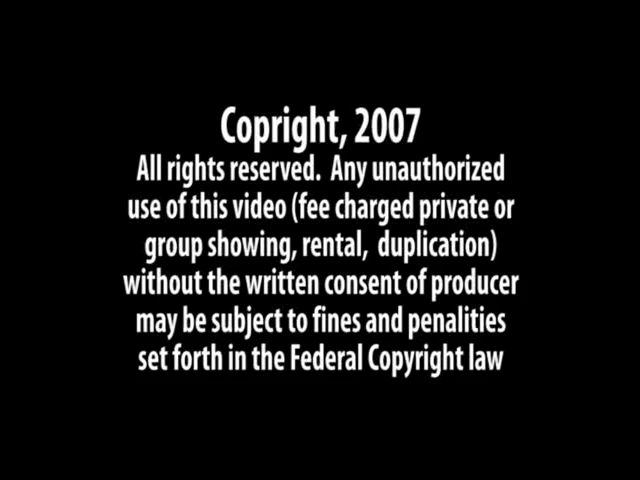 Copright, 2007
All rights reserved.  Any unauthorized
use of this video (fee charged private or
group showing, rental,  duplication)
without the written consent of producer
may be subject to fines and penalities
set forth in the Federal Copyright law